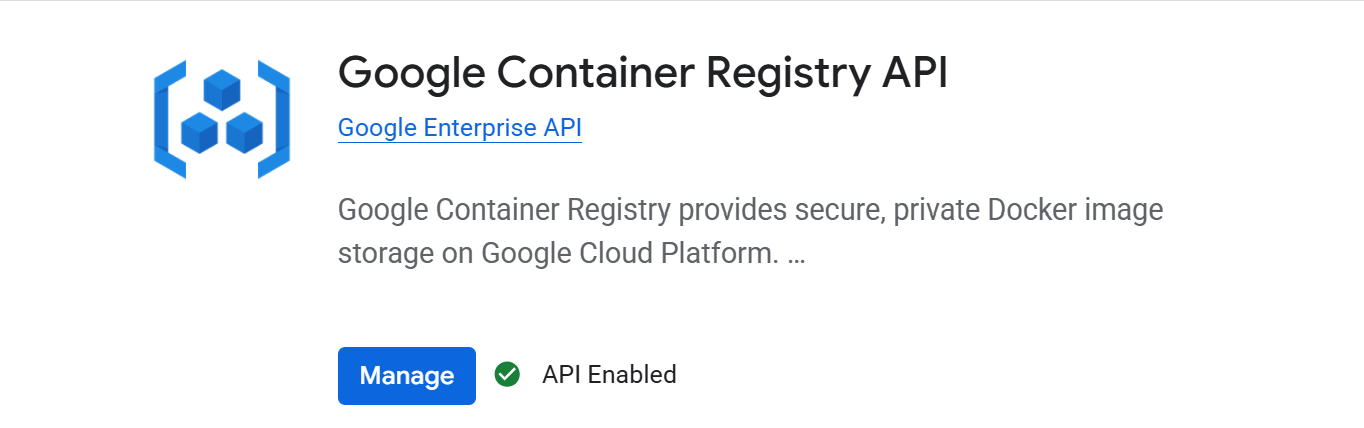 Google Container Registry API
Google Enterprise API
Google Container Registry provides secure, private Docker image
storage on Google Cloud Platform. ...
Manage
API Enabled